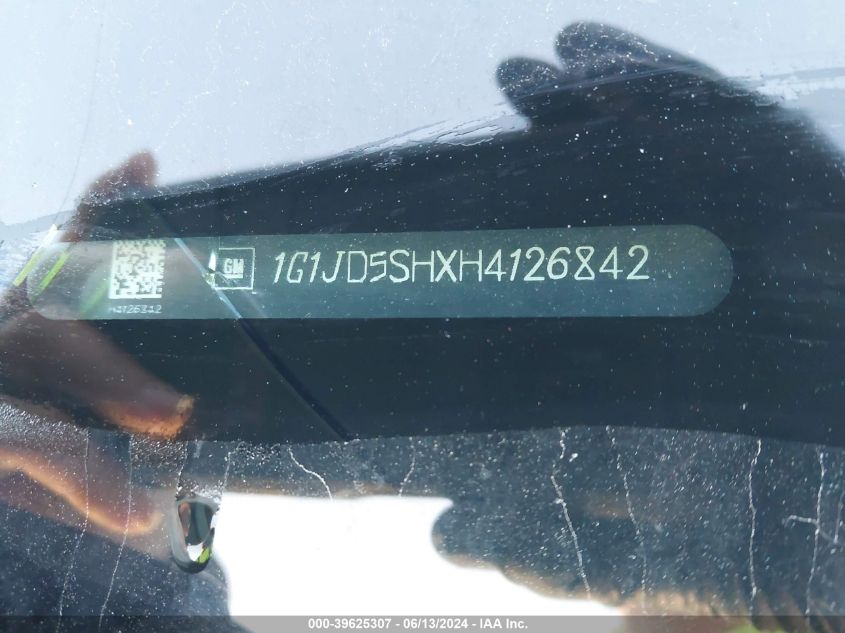 GM 1G1JD5SHXH4126842
H4126842
000-39625307 - 06/13/2024 - IAA Inc.